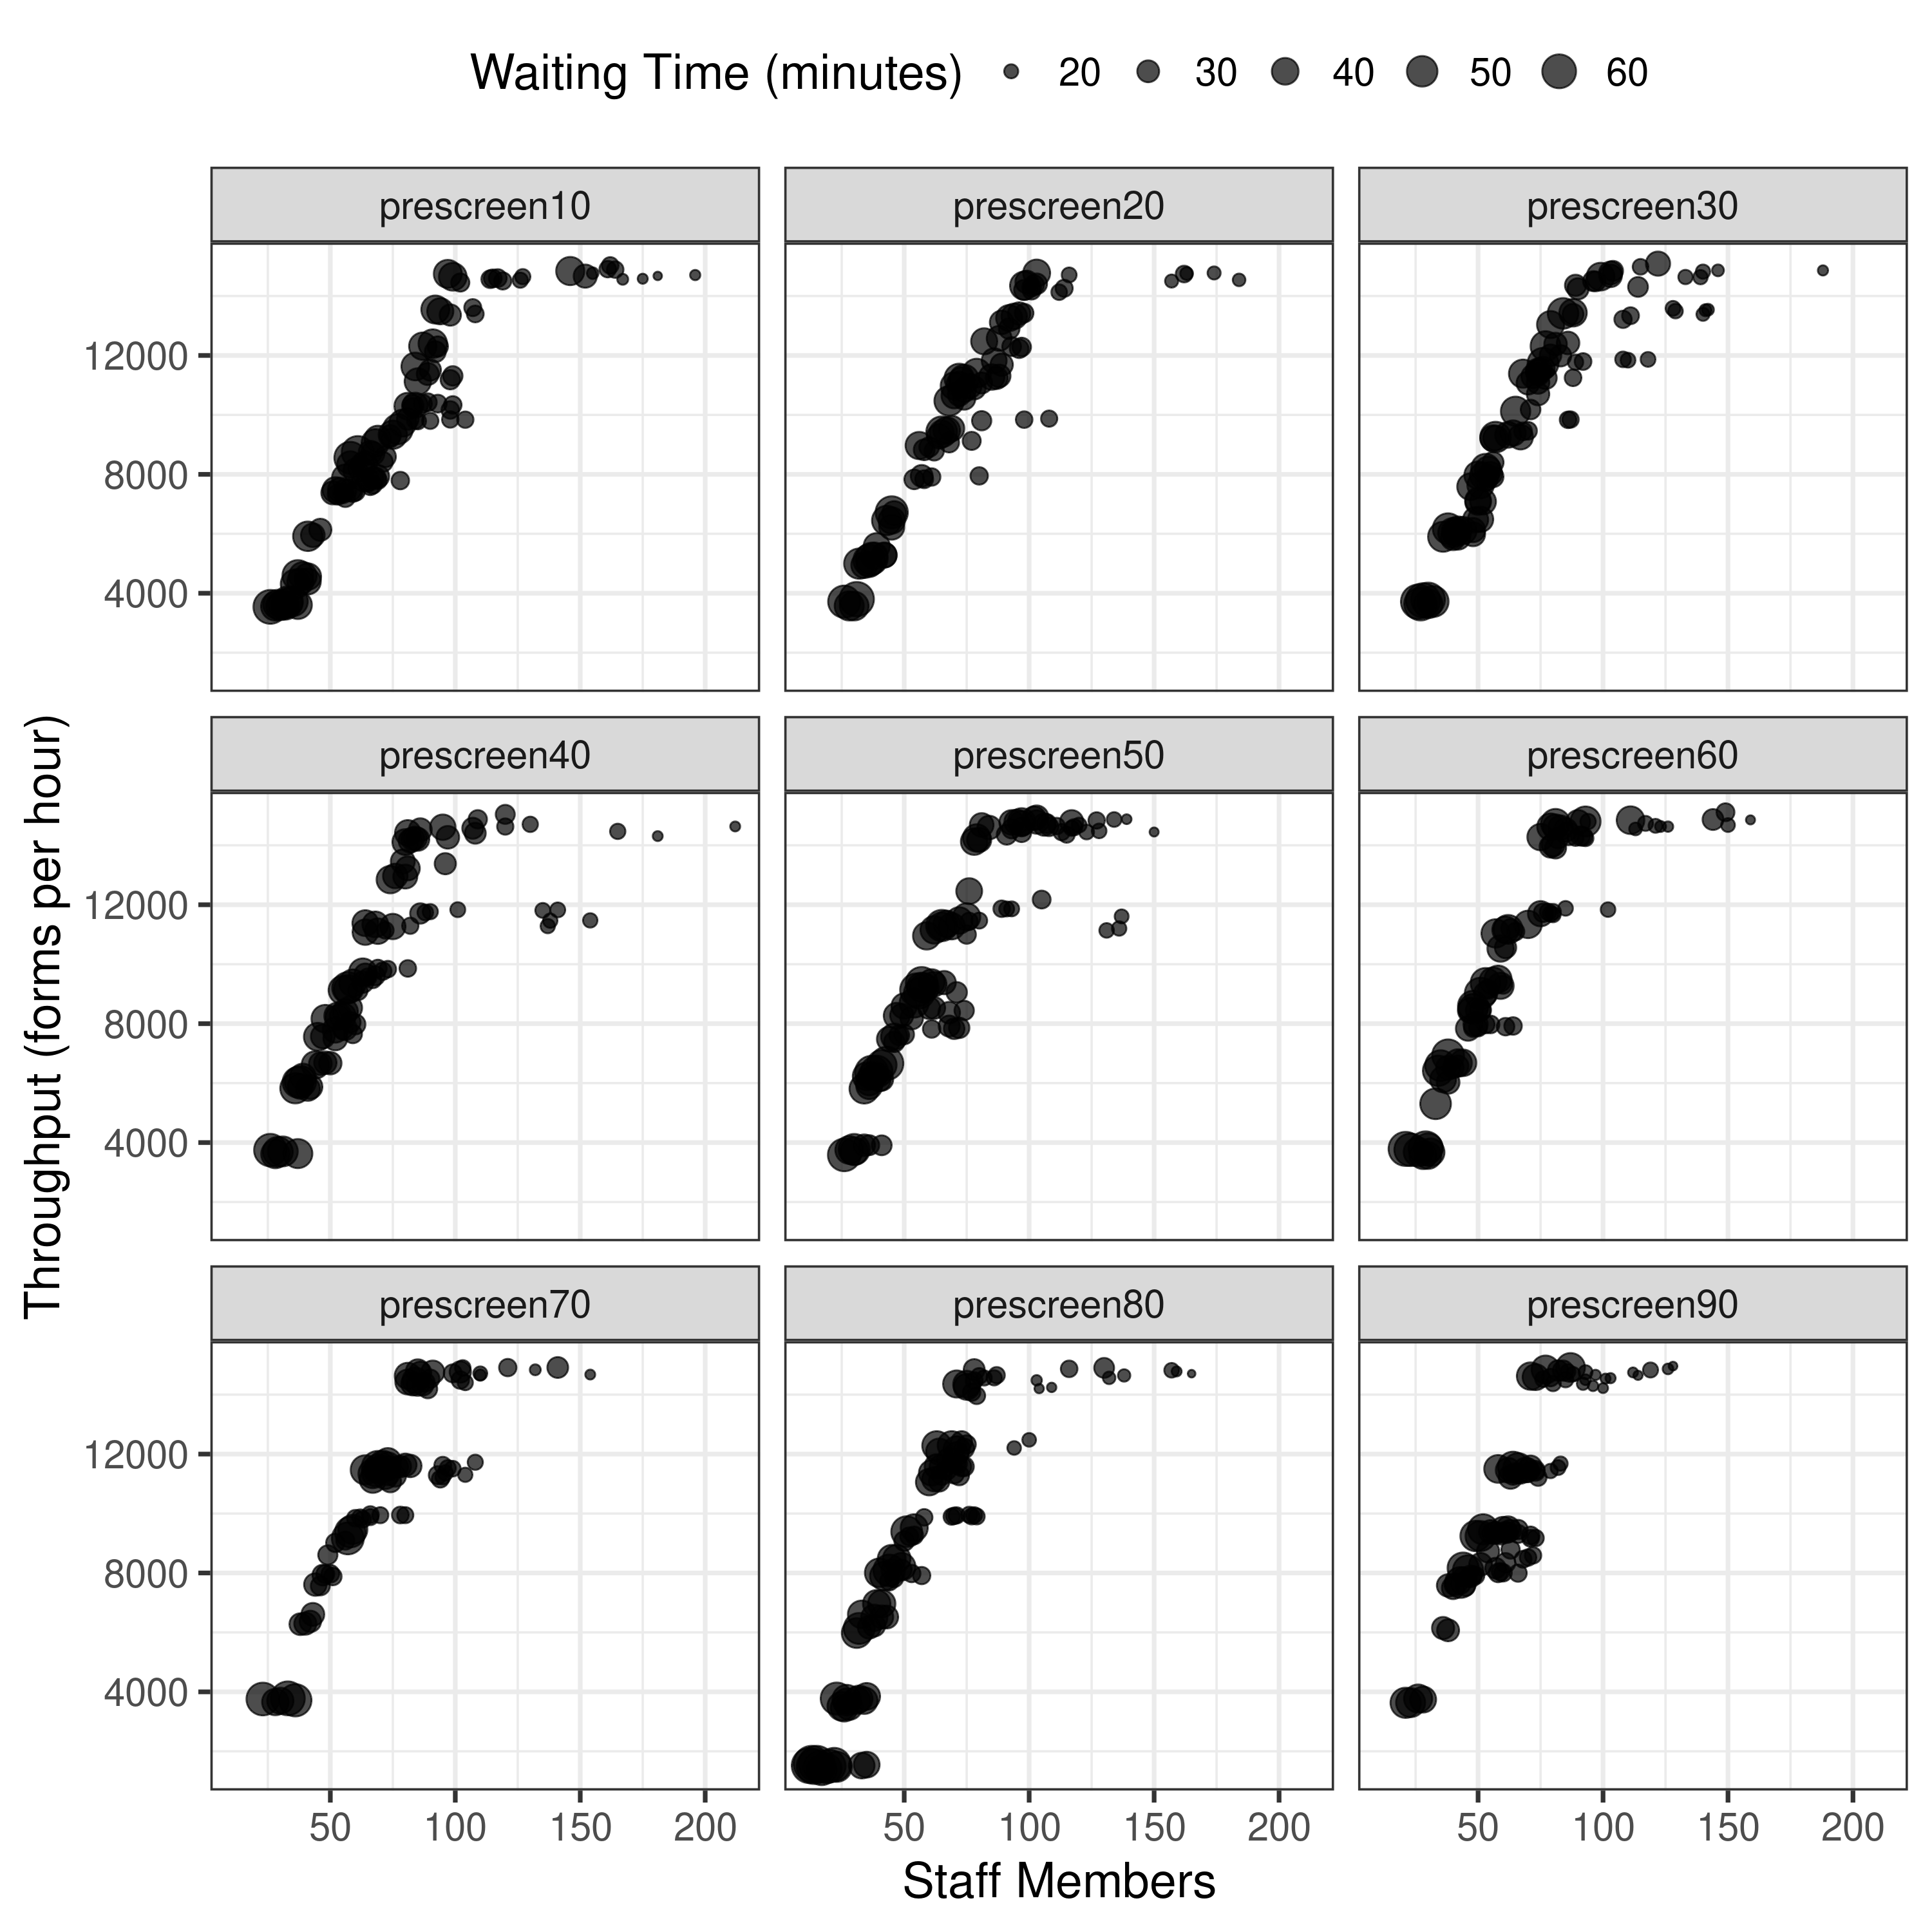 Waiting Time (minutes) 20 30 40 50 60
prescreen10 prescreen20 prescreen30
12000
8000
4000
prescreen40 prescreen50 prescreen60
12000
8000
4000
prescreen70 prescreen80 prescreen90
12000
8000
4000
50 100 150 200 50 100 150 200 50 100 150 200
Staff Members
Throughput (forms per hour)